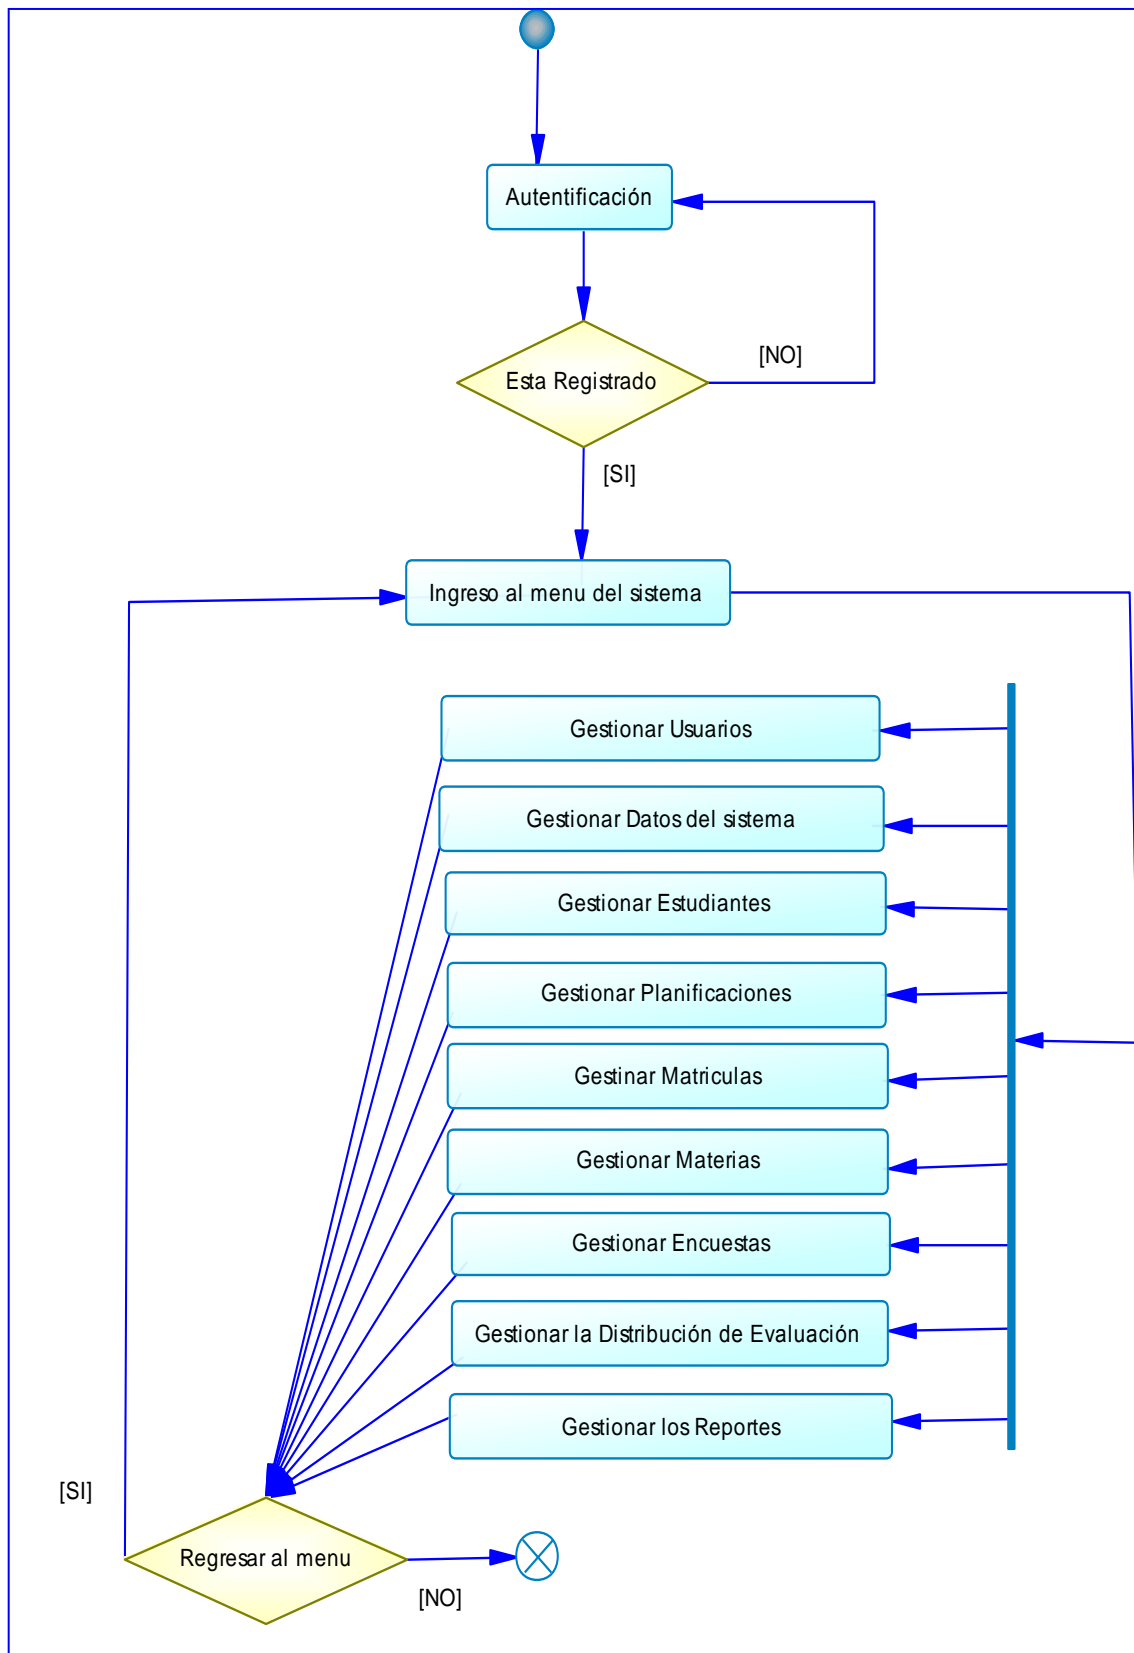 Autentificación
Esta Registrado
[NO]
[SI]
Ingreso al menu del sistema
Gestionar Usuarios
Gestionar Datos del sistema
Gestionar Estudiantes
Gestionar Planificaciones
Gestinar Matriculas
Gestionar Materias
Gestionar Encuestas
Gestionar la Distribución de Evaluación
Gestionar los Reportes
[SI]
Regresar al menu
[NO]